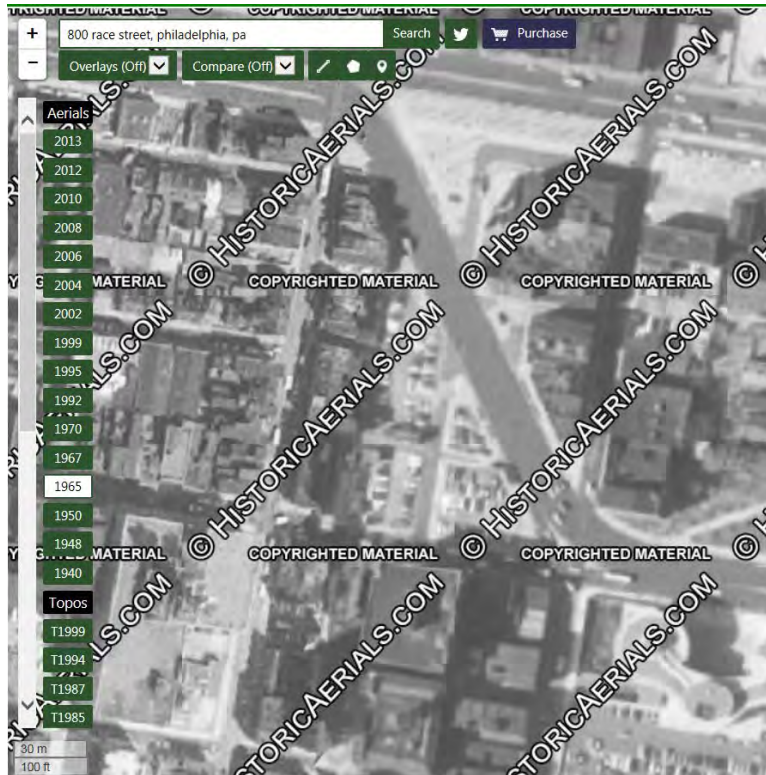 +
800 race street, philadelphia, pa
Search
Purchase
−
Overlays (Off)
Compare (Off)
Aerials
2013
2012
2010
2008
2006
2004
2002
1999
1995
1992
1970
1967
1965
1950
1948
1940
Topos
T1999
T1994
T1987
T1985
30 m
100 ft
© HISTORICAERIALS.COM
© HISTORICAERIALS.COM
COPYRIGHTED MATERIAL
COPYRIGHTED MATERIAL
© HISTORICAERIALS.COM
© HISTORICAERIALS.COM
COPYRIGHTED MATERIAL
COPYRIGHTED MATERIAL